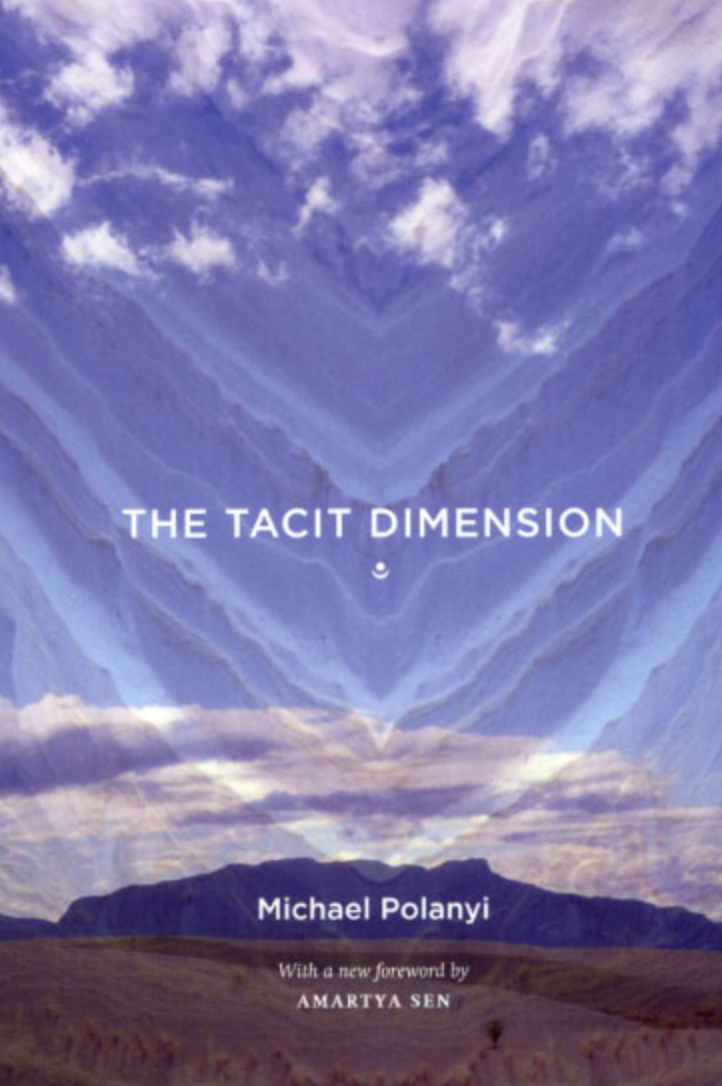 THE TACIT DIMENSION
Michael Polanyi
With a new foreword by
AMARTYA SEN